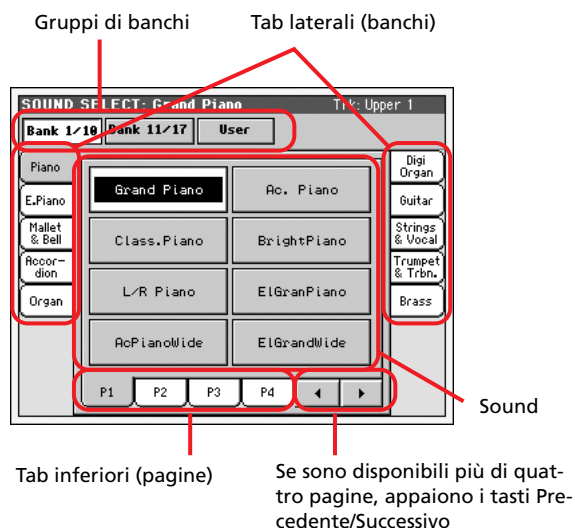 Gruppi di banchi
Tab laterali (banchi)
SOUND SELECT: Grand Piano
Trk: Upper 1
Bank 1/10
Bank 11/17
User
Piano
E.Piano
Mallet
& Bell
Accor-
dion
Organ
Grand Piano
Ac. Piano
Class.Piano
BrightPiano
L/R Piano
ElGranPiano
AcPianoWide
ElGrandWide
Digi
Organ
Guitar
Strings
& Vocal
Trumpet
& Trbn.
Brass
P1
P2
P3
P4
Sound
Tab inferiori (pagine)
Se sono disponibili più di quat-
tro pagine, appaiono i tasti Pre-
cedente/Successivo